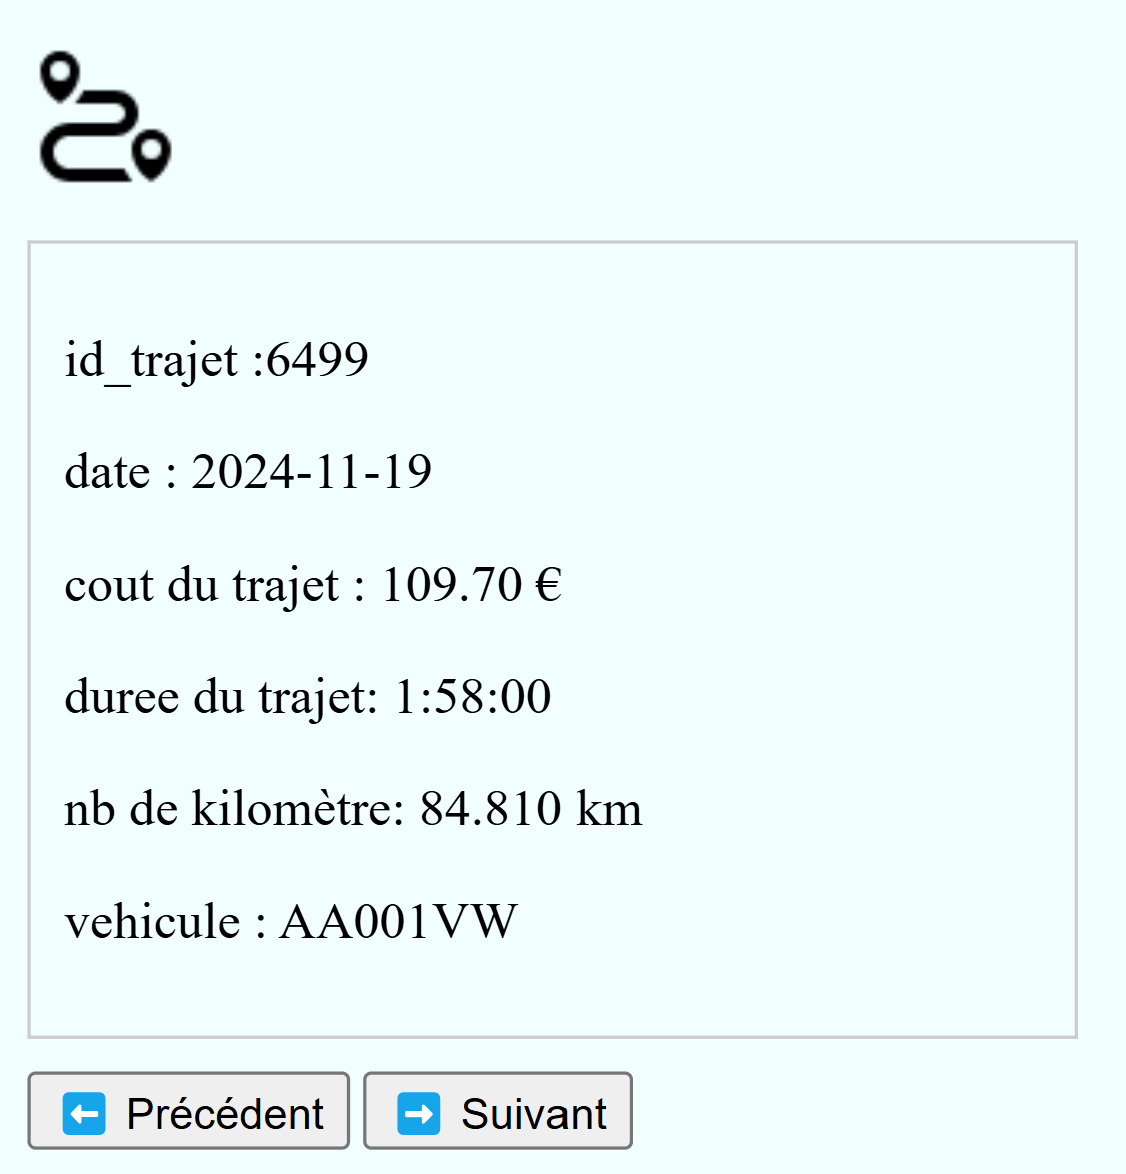 id_trajet :6499
date : 2024-11-19
cout du trajet : 109.70 €
duree du trajet: 1:58:00
nb de kilomètre: 84.810 km
vehicule : AA001VW
⬅️ Précédent ➡️ Suivant